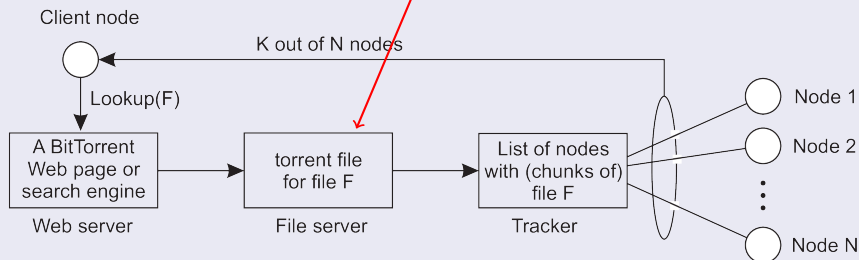 Client node
K out of N nodes
Lookup(F)
A BitTorrent
Web page or
search engine
Web server
torrent file
for file F
File server
List of nodes
with (chunks of)
file F
Tracker
Node 1
Node 2
Node N